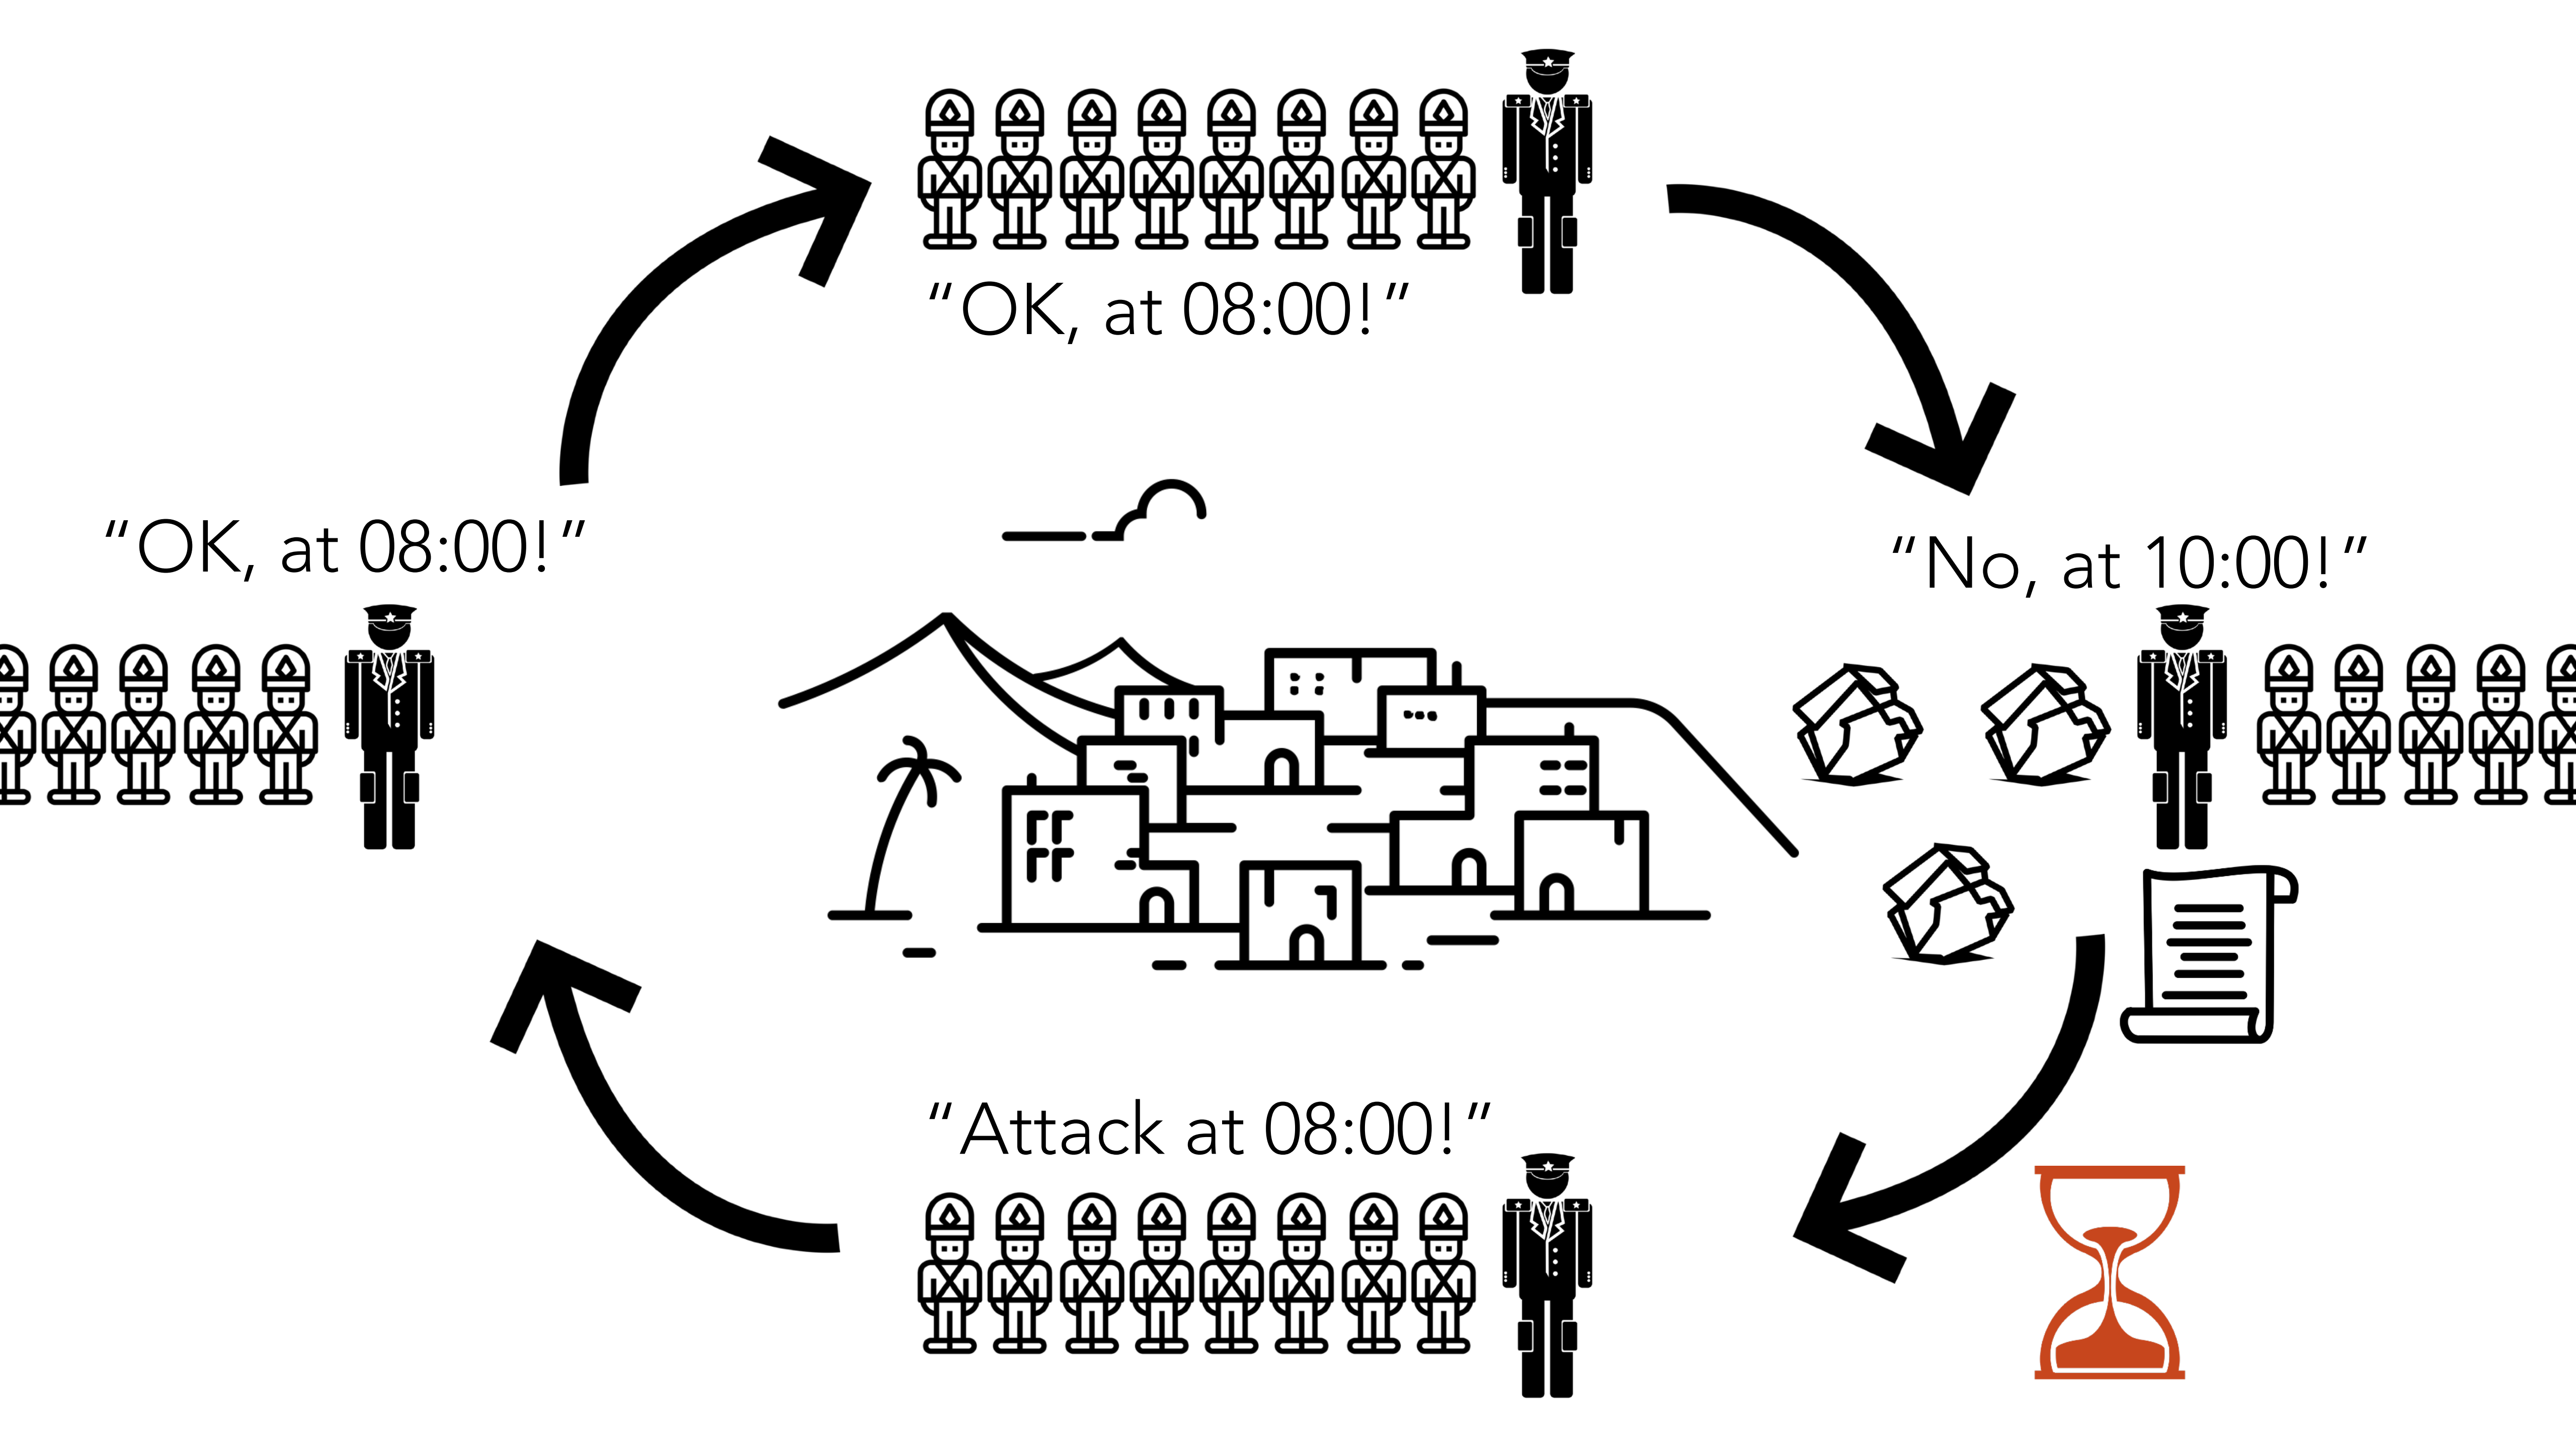 “OK, at 08:00!”
“OK, at 08:00!”
“No, at 10:00!”
“Attack at 08:00!”